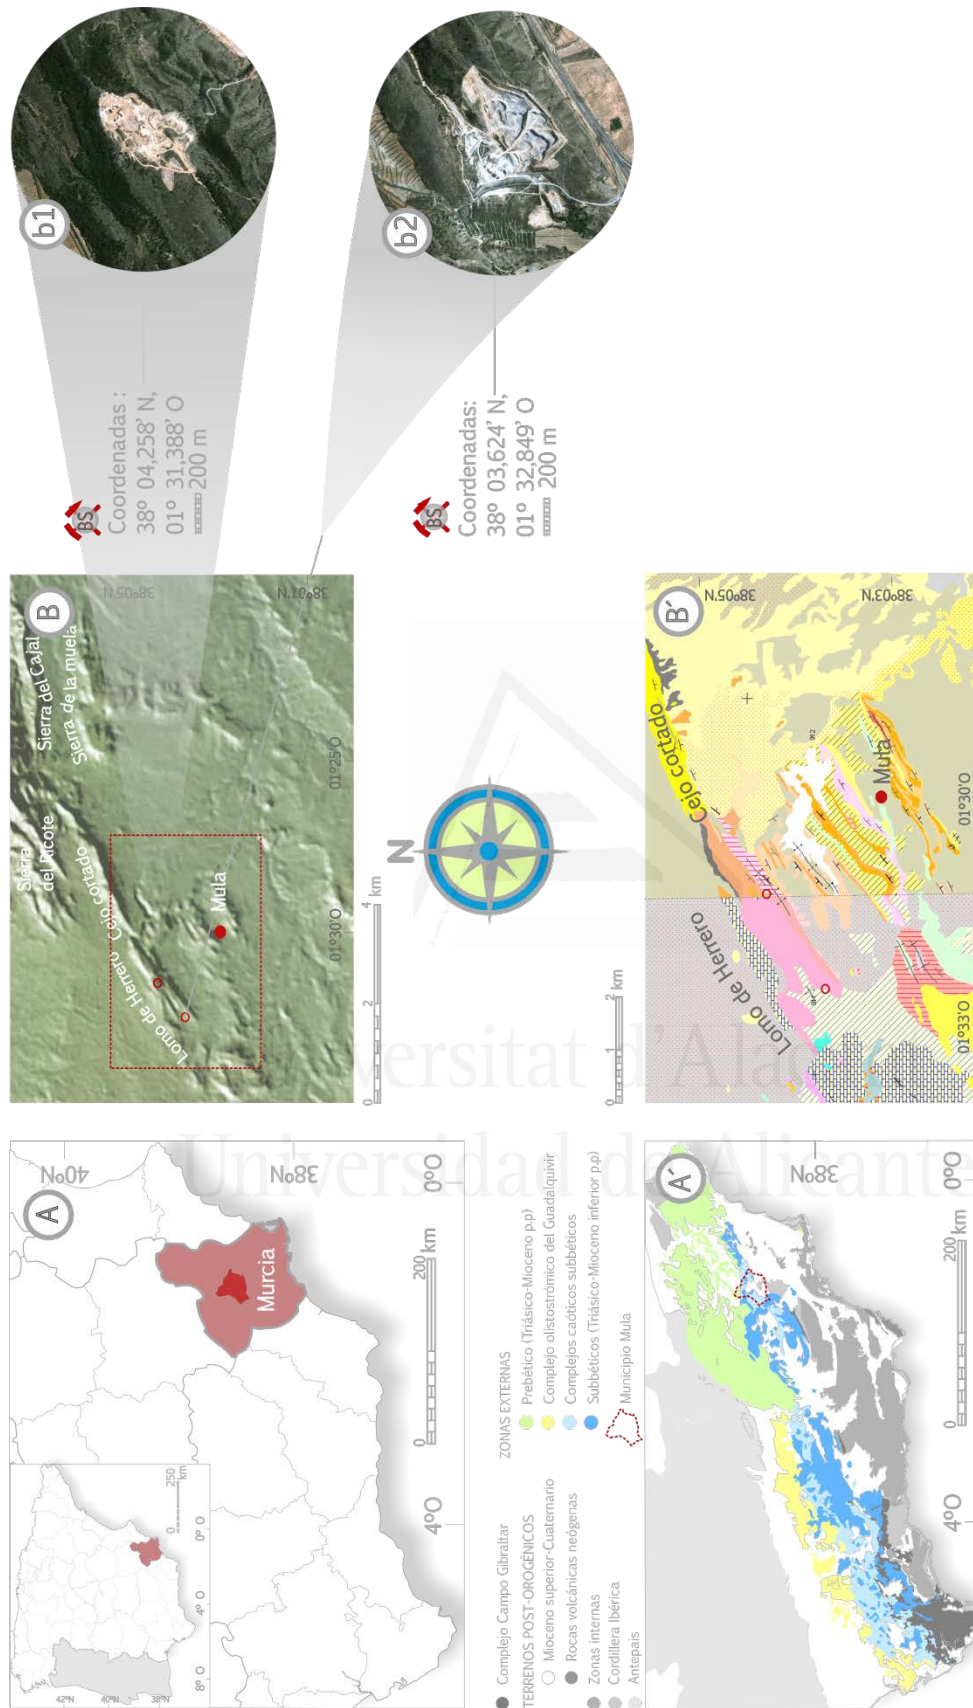 A
40ºN
38ºN
0ºO
4ºO
Murcia
0
200 km
42ºN
40ºN
38ºN
8º O
4º O
0º O
0
250
km
Complejo Campo Gibraltar
TERRENOS POST-OROGÉNICOS
Mioceno superior-Cuaternario
Rocas volcánicas neógenas
Zonas internas
Cordillera Ibérica
Antepais
ZONAS EXTERNAS
Prebético (Triásico-Mioceno p.p)
Complejo olistostrómico del Guadalquivir
Complejos caóticos subbéticos
Subbéticos (Triásico-Mioceno inferior p.p)
Municipio Mula
A´
38ºN
0ºO
4ºO
0
200 km
B
Sierra
del Ricote
Sierra del Cajal
Sierra de la muela
Lomo de Herrero
Cejo cortado
Mula
38º05'N
01º30'O
01º25'O
0
2
4 km
N
0
1
2
km
B´
Cejo cortado
Lomo de Herrero
Mula
38º05'N
38º03'N
01º33'O
01º30'O
b1
BS
Coordenadas :
38º 04,258' N,
01º 31,388' O
200 m
b2
BS
Coordenadas:
38º 03,624' N,
01º 32,849' O
200 m
Universitat d'Alacant
Universidad de Alicante